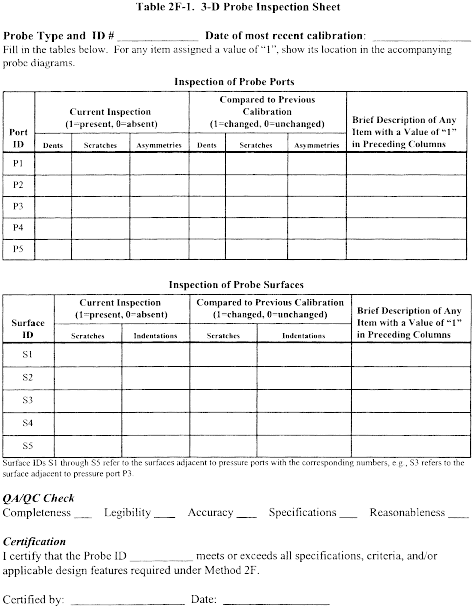 Table 2F-1. 3-D Probe Inspection Sheet
Probe Type and ID # ____________ Date of most recent calibration: ____________
Fill in the tables below. For any item assigned a value of “1”, show its location in the accompanying
probe diagrams.
Inspection of Probe Ports
Port
ID
Current Inspection
(1=present, 0=absent)
Compared to Previous
Calibration
(1=changed, 0=unchanged)
Brief Description of Any
Item with a Value of “1”
in Preceding Columns
Dents Scratches Asymmetries Dents Scratches Asymmetries
P1
P2
P3
P4
P5
Inspection of Probe Surfaces
Surface
ID
Current Inspection
(1=present, 0=absent)
Compared to Previous Calibration
(1=changed, 0=unchanged)
Brief Description of Any
Item with a Value of “1”
in Preceding Columns
Scratches Indentations Scratches Indentations
S1
S2
S3
S4
S5
Surface IDs S1 through S5 refer to the surfaces adjacent to pressure ports with the corresponding numbers, e.g., S3 refers to the
surface adjacent to pressure port P3.
QA/QC Check
Completeness ___ Legibility ___ Accuracy ___ Specifications ___ Reasonableness ___
Certification
I certify that the Probe ID __________ meets or exceeds all specifications, criteria, and/or
applicable design features required under Method 2F.
Certified by: ______________ Date: ____________